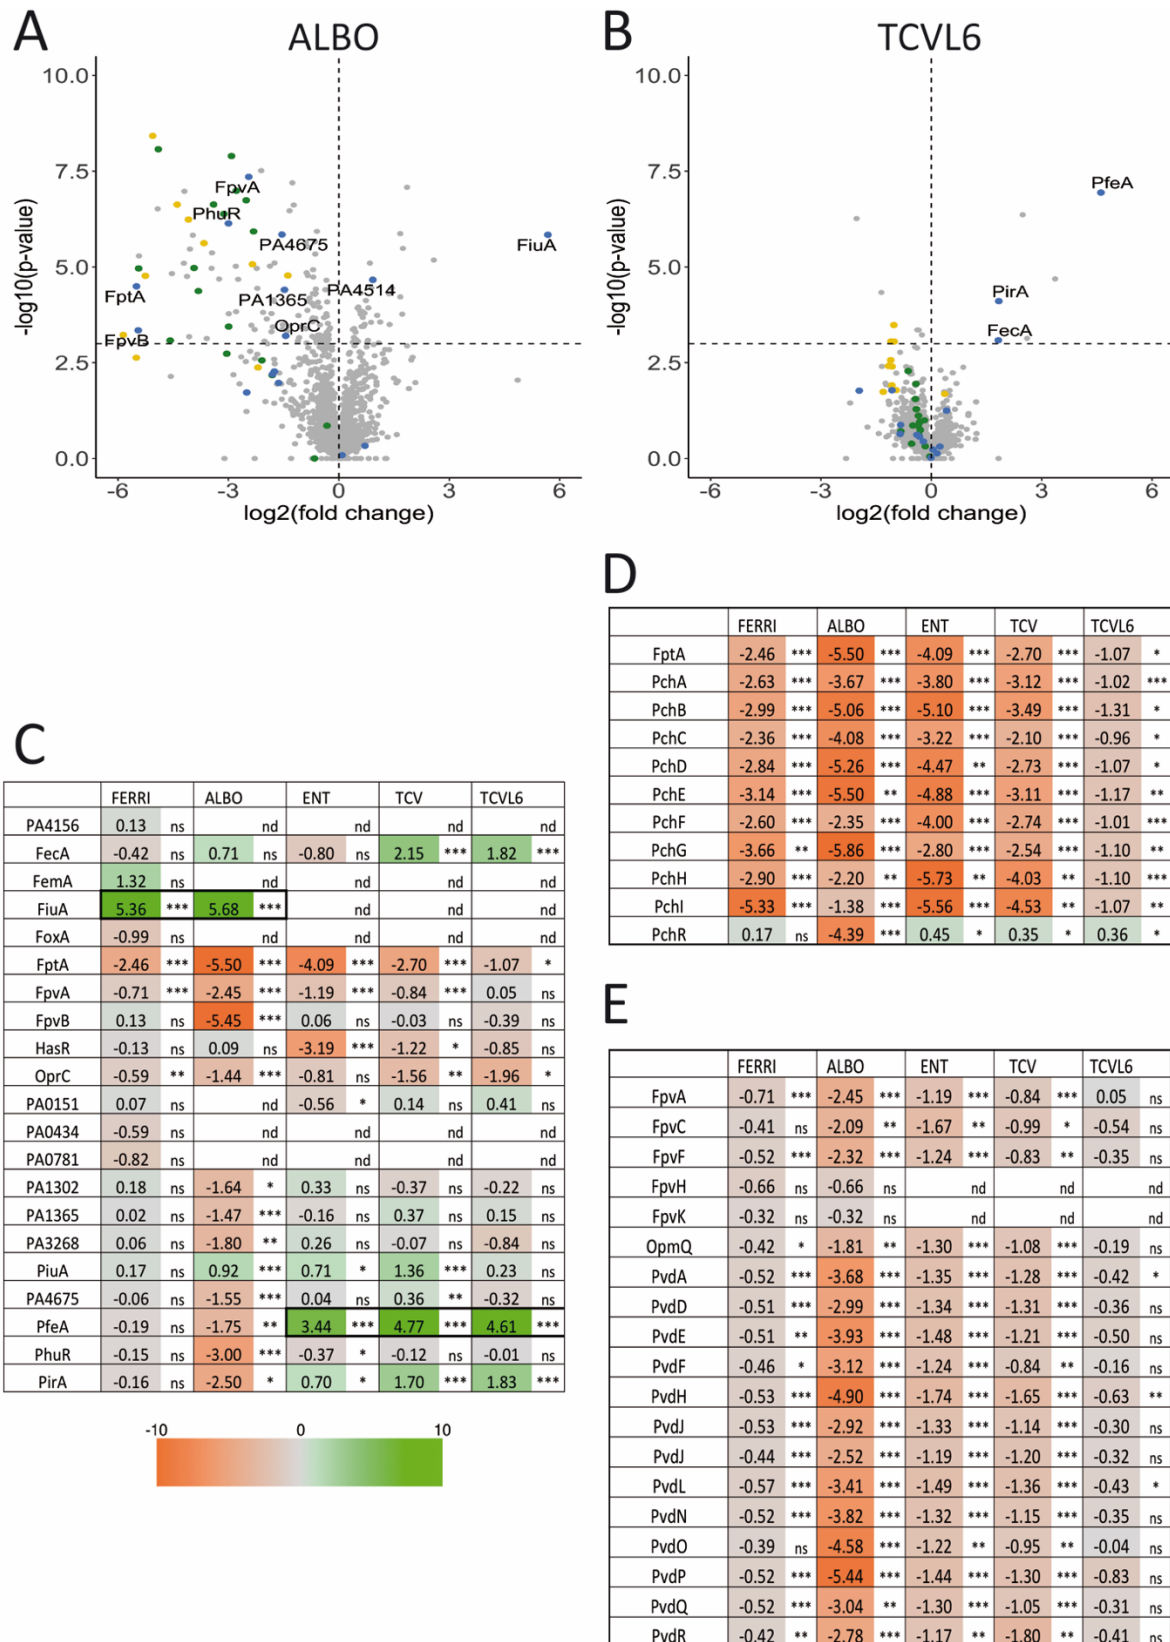 A
ALBO
10.0
7.5
5.0
2.5
0.0
-log10(p-value)
FpvA
PhuR
PA4675
FiuA
FptA
PA1365
PA4514
OprC
FpvB
-6
-3
0
3
6
log2(fold change)
B
TCVL6
10.0
7.5
5.0
2.5
0.0
-log10(p-value)
PfeA
PirA
FecA
-6
-3
0
3
6
log2(fold change)
C
FERRI ALBO ENT TCV TCVL6
PA4156 0.13 ns nd nd nd nd
FecA -0.42 ns 0.71 ns -0.80 ns 2.15 *** 1.82 ***
FemA 1.32 ns nd nd nd nd
FiuA 5.36 *** 5.68 *** nd nd nd
FoxA -0.99 ns nd nd nd nd
FptA -2.46 *** -5.50 *** -4.09 *** -2.70 *** -1.07 *
FpvA -0.71 *** -2.45 *** -1.19 *** -0.84 *** 0.05 ns
FpvB 0.13 ns -5.45 *** 0.06 ns -0.03 ns -0.39 ns
HasR -0.13 ns 0.09 ns -3.19 *** -1.22 * -0.85 ns
OprC -0.59 ** -1.44 *** -0.81 ns -1.56 ** -1.96 *
PA0151 0.07 ns nd -0.56 * 0.14 ns 0.41 ns
PA0434 -0.59 ns nd nd nd nd
PA0781 -0.82 ns nd nd nd nd
PA1302 0.18 ns -1.64 * 0.33 ns -0.37 ns -0.22 ns
PA1365 0.02 ns -1.47 *** -0.16 ns 0.37 ns 0.15 ns
PA3268 0.06 ns -1.80 ** 0.26 ns -0.07 ns -0.84 ns
PiuA 0.17 ns 0.92 *** 0.71 * 1.36 *** 0.23 ns
PA4675 -0.06 ns -1.55 *** 0.04 ns 0.36 ** -0.32 ns
PfeA -0.19 ns -1.75 ** 3.44 *** 4.77 *** 4.61 ***
PhuR -0.15 ns -3.00 *** -0.37 * -0.12 ns -0.01 ns
PirA -0.16 ns -2.50 * 0.70 * 1.70 *** 1.83 ***
-10 0 10
D
FERRI ALBO ENT TCV TCVL6
FptA -2.46 *** -5.50 *** -4.09 *** -2.70 *** -1.07 *
PchA -2.63 *** -3.67 *** -3.80 *** -3.12 *** -1.02 ***
PchB -2.99 *** -5.06 *** -5.10 *** -3.49 *** -1.31 *
PchC -2.36 *** -4.08 *** -3.22 *** -2.10 *** -0.96 *
PchD -2.84 *** -5.26 *** -4.47 ** -2.73 *** -1.07 *
PchE -3.14 *** -5.50 ** -4.88 *** -3.11 *** -1.17 **
PchF -2.60 *** -2.35 *** -4.00 *** -2.74 *** -1.01 ***
PchG -3.66 ** -5.86 *** -2.80 *** -2.54 *** -1.10 **
PchH -2.90 *** -2.20 ** -5.73 ** -4.03 ** -1.10 ***
PchI -5.33 *** -1.38 *** -5.56 *** -4.53 ** -1.07 **
PchR 0.17 ns -4.39 *** 0.45 * 0.35 * 0.36 *
E
FERRI ALBO ENT TCV TCVL6
FpvA -0.71 *** -2.45 *** -1.19 *** -0.84 *** 0.05 ns
FpvC -0.41 ns -2.09 ** -1.67 ** -0.99 * -0.54 ns
FpvF -0.52 *** -2.32 *** -1.24 *** -0.83 ** -0.35 ns
FpvH -0.66 ns -0.66 ns nd nd nd
FpvK -0.32 ns -0.32 ns nd nd nd
OpmQ -0.42 * -1.81 ** -1.30 *** -1.08 *** -0.19 ns
PvdA -0.52 *** -3.68 *** -1.35 *** -1.28 *** -0.42 *
PvdD -0.51 *** -2.99 *** -1.34 *** -1.31 *** -0.36 ns
PvdE -0.51 ** -3.93 *** -1.48 *** -1.21 *** -0.50 ns
PvdF -0.46 * -3.12 *** -1.24 *** -0.84 ** -0.16 ns
PvdH -0.53 *** -4.90 *** -1.74 *** -1.65 *** -0.63 **
PvdJ -0.53 *** -2.92 *** -1.33 *** -1.14 *** -0.30 ns
PvdJ -0.44 *** -2.52 *** -1.19 *** -1.20 *** -0.32 ns
PvdL -0.57 *** -3.41 *** -1.49 *** -1.36 *** -0.43 *
PvdN -0.52 *** -3.82 *** -1.32 *** -1.15 *** -0.35 ns
PvdO -0.39 ns -4.58 *** -1.22 ** -0.95 ** -0.04 ns
PvdP -0.52 *** -5.44 *** -1.44 *** -1.30 *** -0.83 ns
PvdQ -0.52 *** -3.04 ** -1.30 *** -1.05 *** -0.31 ns
PvdR -0.42 ** -2.78 *** -1.17 ** -1.80 ** -0.41 ns